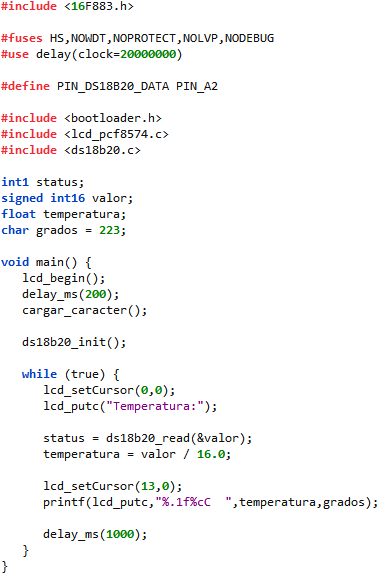 #include <16F883.h>
#fuses HS,NOWDT,NOPROTECT,NOLVP,NODEBUG
#use delay(clock=20000000)
#define PIN_DS18B20_DATA PIN_A2
#include <bootloader.h>
#include <lcd_pcf8574.c>
#include <ds18b20.c>
int1 status;
signed int16 valor;
float temperatura;
char grados = 223;
void main() {
lcd_begin();
delay_ms(200);
cargar_caracter();
ds18b20_init();
while (true) {
lcd_setCursor(0,0);
lcd_putc("Temperatura:");
status = ds18b20_read(&valor);
temperatura = valor / 16.0;
lcd_setCursor(13,0);
printf(lcd_putc,"%.1f%cC  ",temperatura,grados);
delay_ms(1000);
}
}